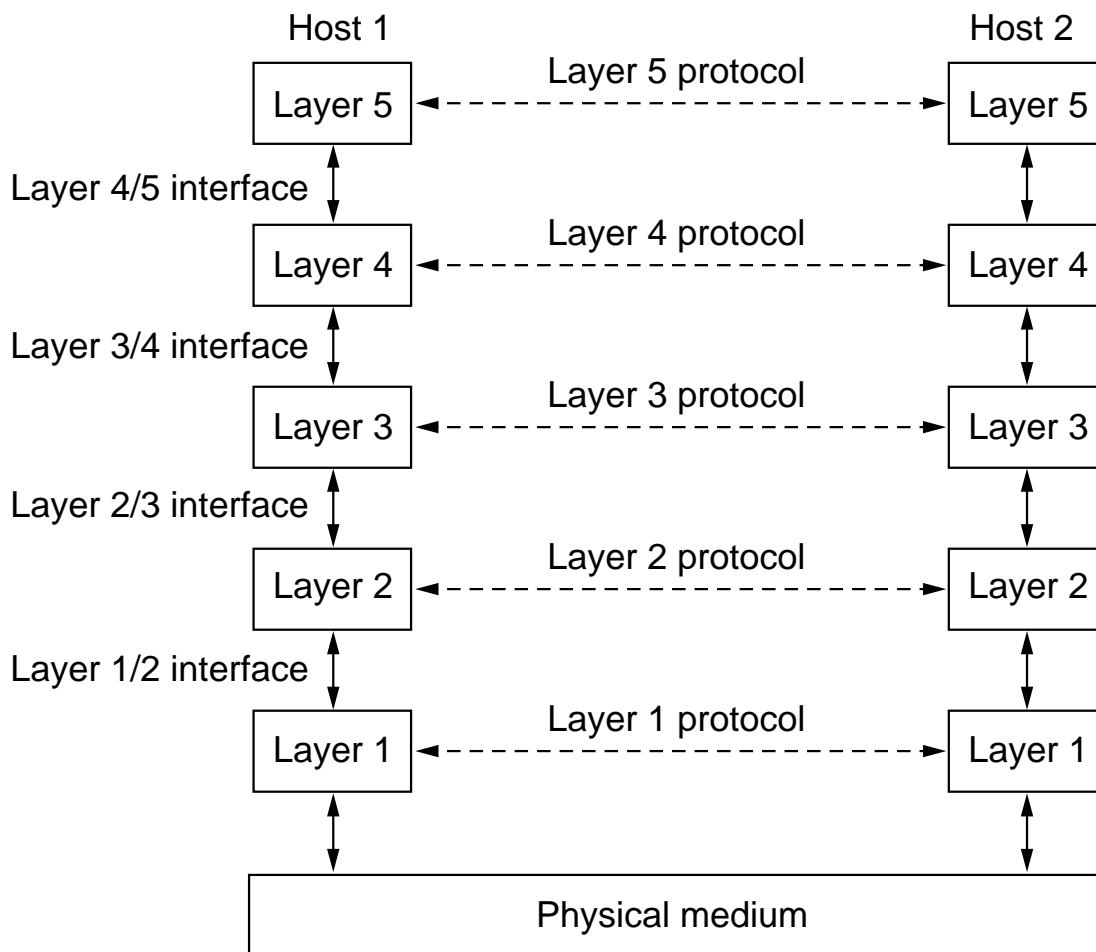 Host 1
Host 2
Layer 5 protocol
Layer 5
Layer 5
Layer 4/5 interface
Layer 4 protocol
Layer 4
Layer 4
Layer 3/4 interface
Layer 3 protocol
Layer 3
Layer 3
Layer 2/3 interface
Layer 2 protocol
Layer 2
Layer 2
Layer 1/2 interface
Layer 1 protocol
Layer 1
Layer 1
Physical medium